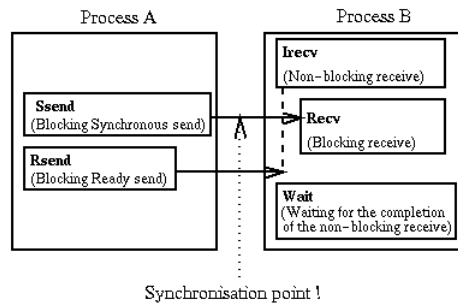 Process A
Process B
Irecv
(Non-blocking receive)
Ssend
(Blocking Synchronous send)
Recv
(Blocking receive)
Rsend
(Blocking Ready send)
Wait
(Waiting for the completion
of the non-blocking receive)
Synchronisation point !